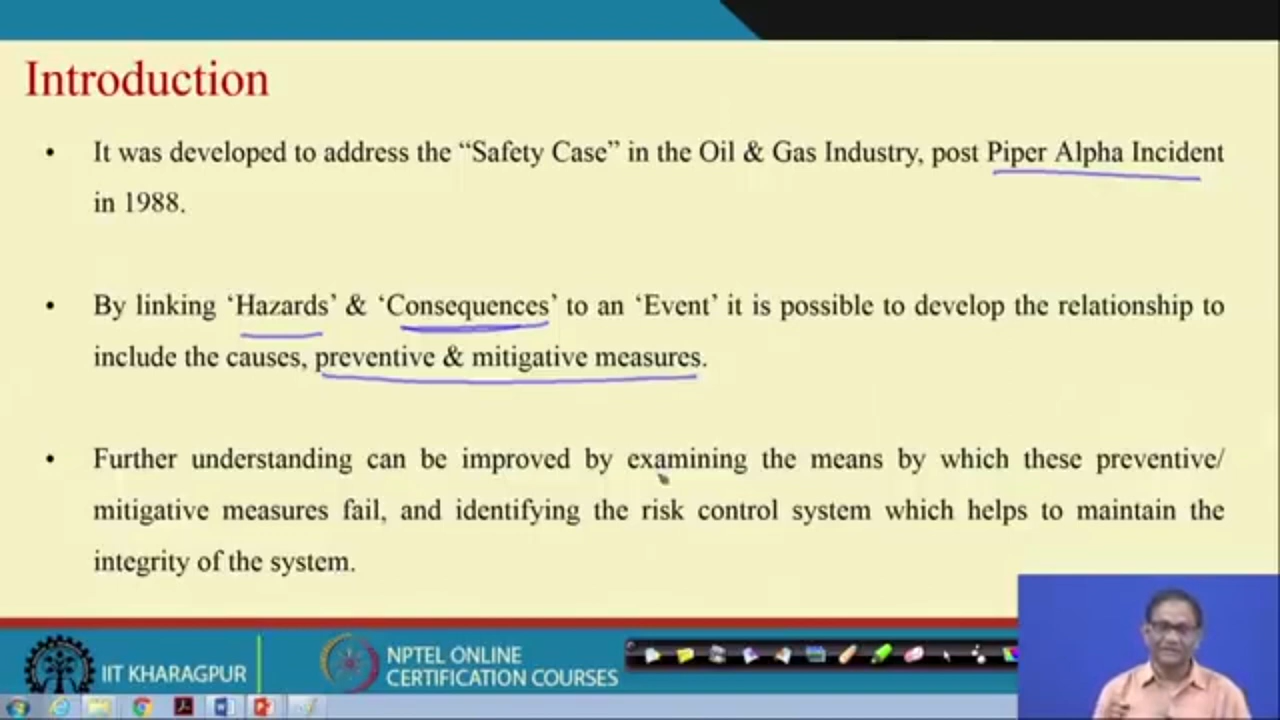 Introduction
• It was developed to address the “Safety Case” in the Oil & Gas Industry, post Piper Alpha Incident
in 1988.
• By linking ‘Hazards’ & ‘Consequences’ to an ‘Event’ it is possible to develop the relationship to
include the causes, preventive & mitigative measures.
• Further understanding can be improved by examining the means by which these preventive/
mitigative measures fail, and identifying the risk control system which helps to maintain the
integrity of the system.
IIT KHARAGPUR
NPTEL ONLINE
CERTIFICATION COURSES